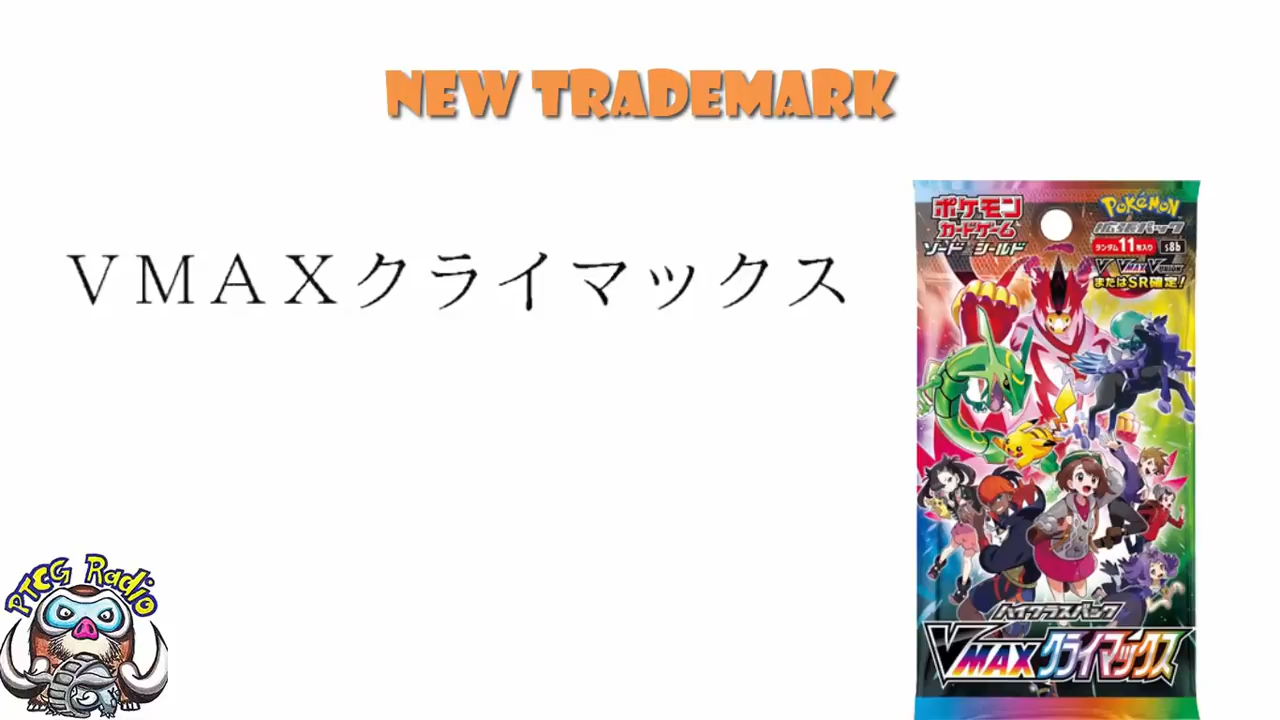 NEW TRADEMARK
ＶＭＡＸクライマックス
ポケモン
カードゲーム
ソード シールド
POKÉMON
拡張パック
ランダム11枚入り s8b
V VMAX VUNION
またはSR確定!
ハイクラスパック
VMAXクライマックス
PTCG Radio